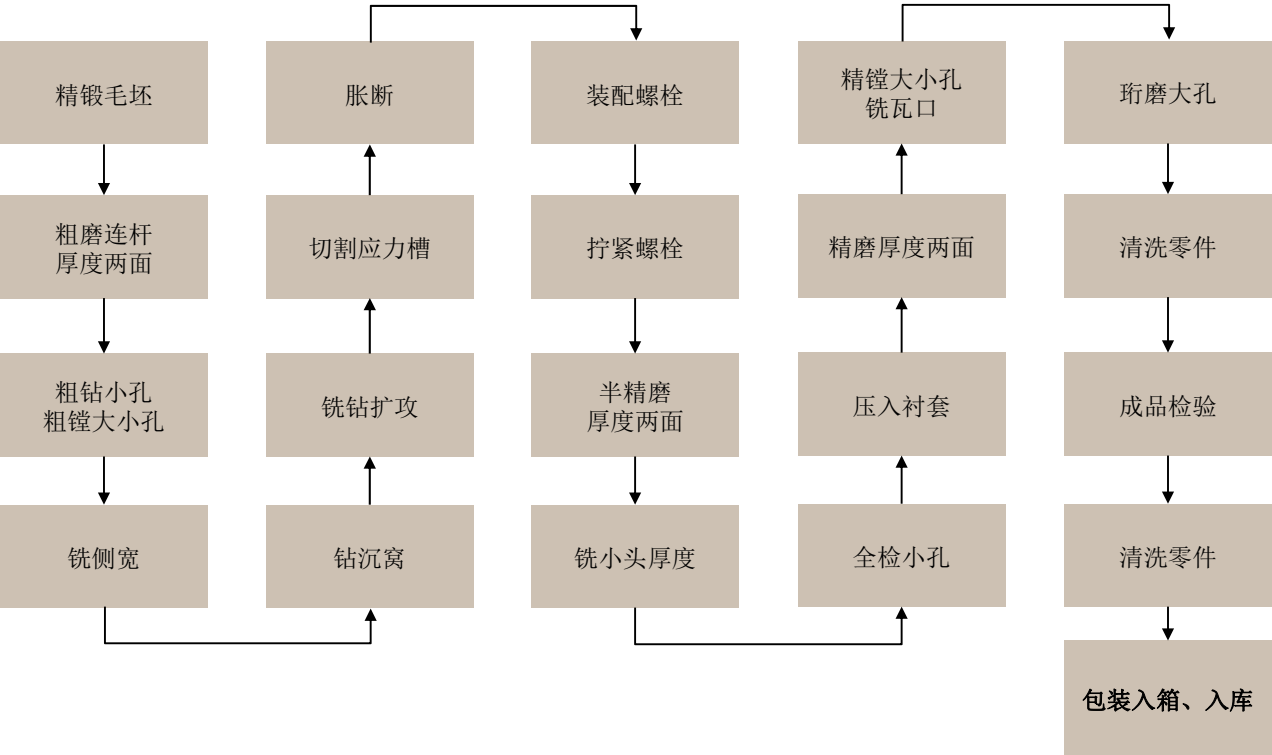 精锻毛坯
粗磨连杆
厚度两面
粗钻小孔
粗镗大小孔
铣侧宽
钻沉窝
铣钻扩攻
切割应力槽
胀断
装配螺栓
拧紧螺栓
半精磨
厚度两面
铣小头厚度
全检小孔
压入衬套
精磨厚度两面
精镗大小孔
铣瓦口
珩磨大孔
清洗零件
成品检验
清洗零件
包装入箱、入库